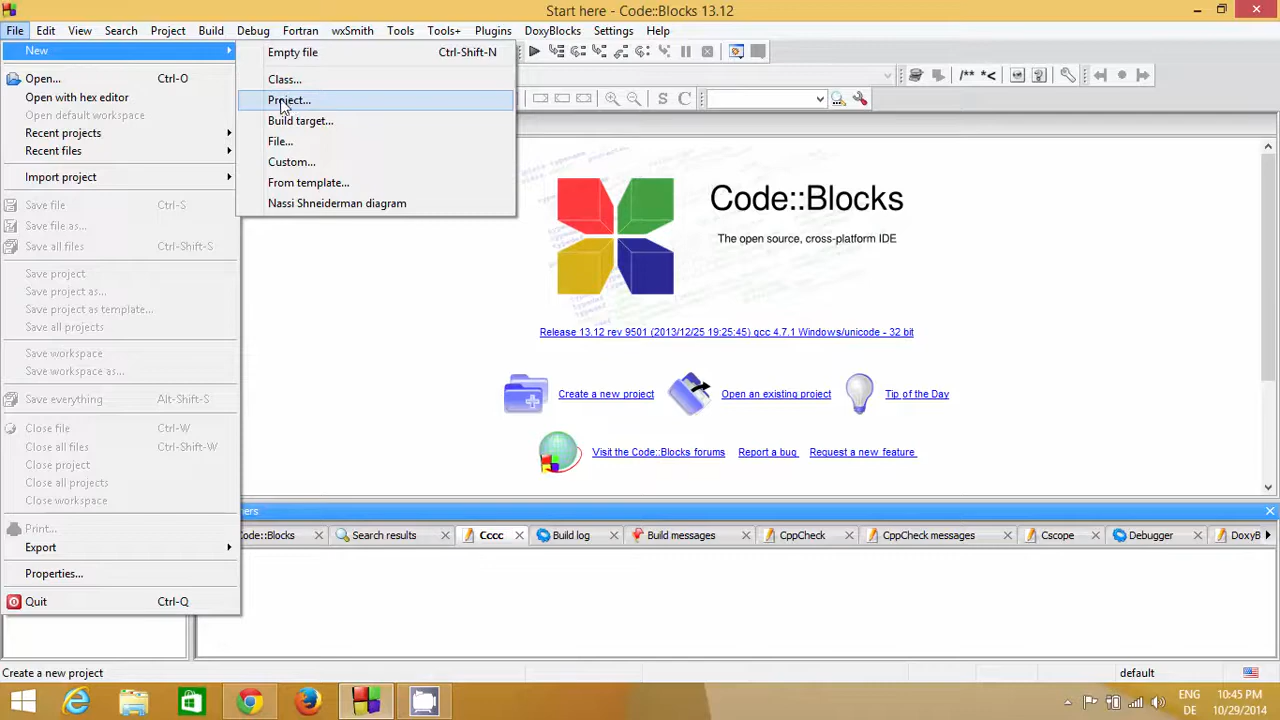 Start here - Code::Blocks 13.12
File Edit View Search Project Build Debug Fortran wxSmith Tools Tools+ Plugins DoxyBlocks Settings Help
New
Open... Ctrl-O
Open with hex editor
Open default workspace
Recent projects
Recent files
Import project
Save file Ctrl-S
Save file as...
Save all files Ctrl-Shift-S
Save project
Save project as...
Save project as template...
Save all projects
Save workspace
Save workspace as...
Save everything Alt-Shift-S
Close file Ctrl-W
Close all files Ctrl-Shift-W
Close project
Close all projects
Close workspace
Print...
Export
Properties...
Quit Ctrl-Q
Empty file Ctrl-Shift-N
Class...
Project...
Build target...
File...
Custom...
From template...
Nassi Shneiderman diagram
/** *<
S C
Code::Blocks
The open source, cross-platform IDE
Release 13.12 rev 9501 (2013/12/25 19:25:45) gcc 4.7.1 Windows/unicode - 32 bit
Create a new project Open an existing project Tip of the Day
Visit the Code::Blocks forums Report a bug Request a new feature
ners
ode::Blocks Search results Cccc Build log Build messages CppCheck CppCheck messages Cscope Debugger DoxyB
Create a new project default
ENG 10:45 PM
DE 10/29/2014